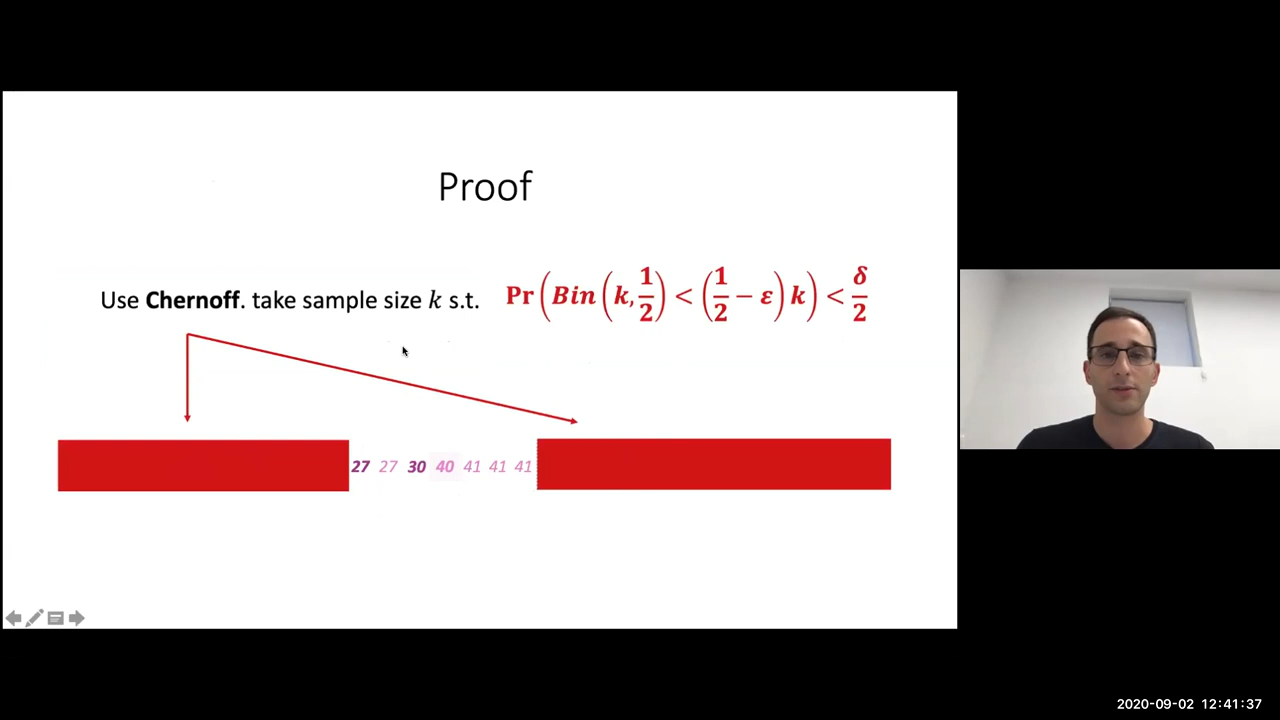 Proof
Use Chernoff. take sample size k s.t. Pr(Bin(k,1/2) < (1/2 − ε)k) < δ/2
27 27 30 40 41 41 41
2020-09-02 12:41:37